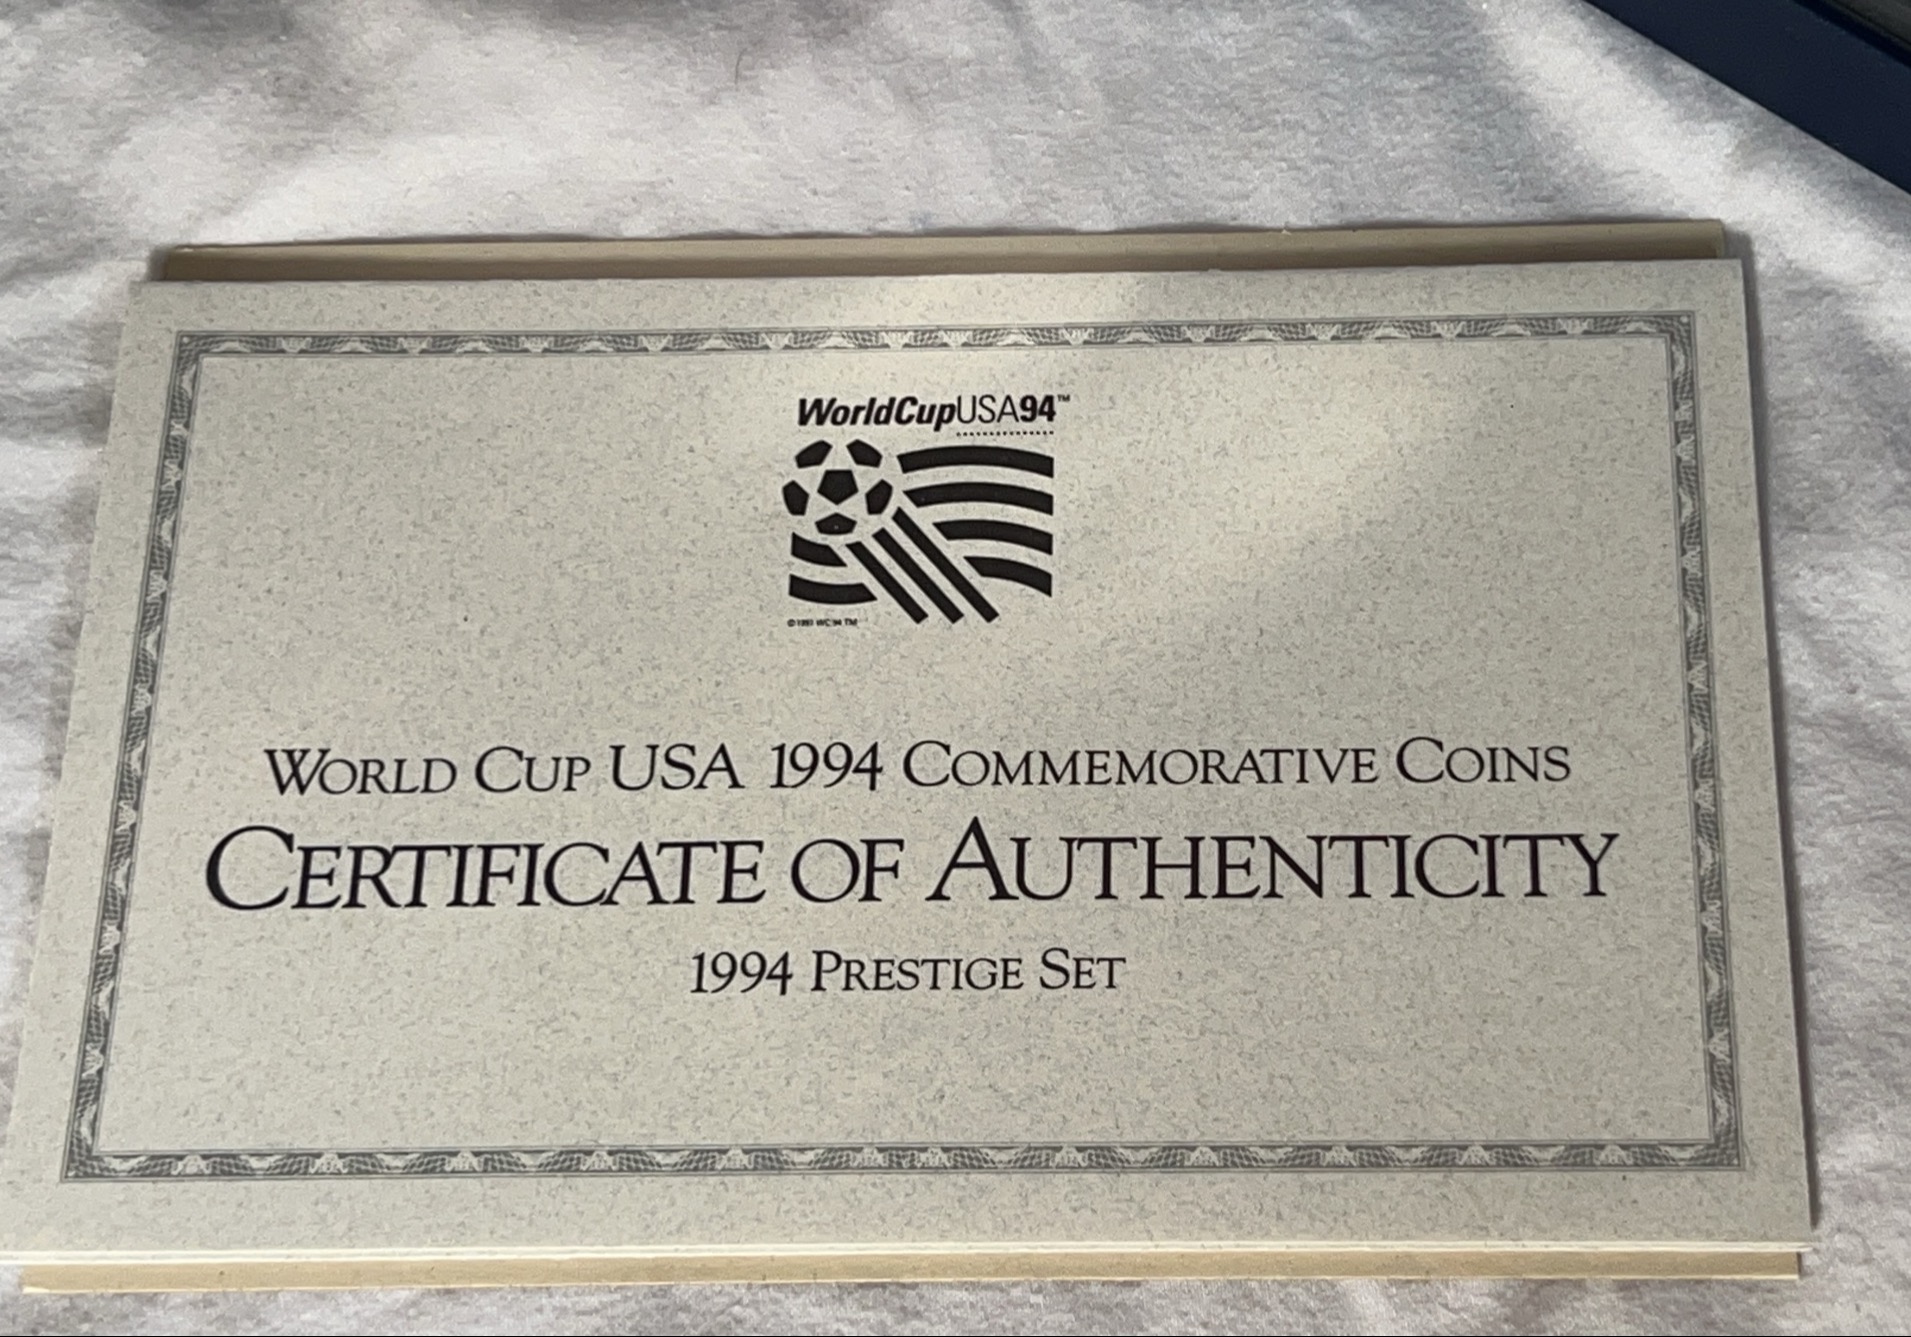 WorldCupUSA94™
World Cup USA 1994 Commemorative Coins
Certificate of Authenticity
1994 Prestige Set